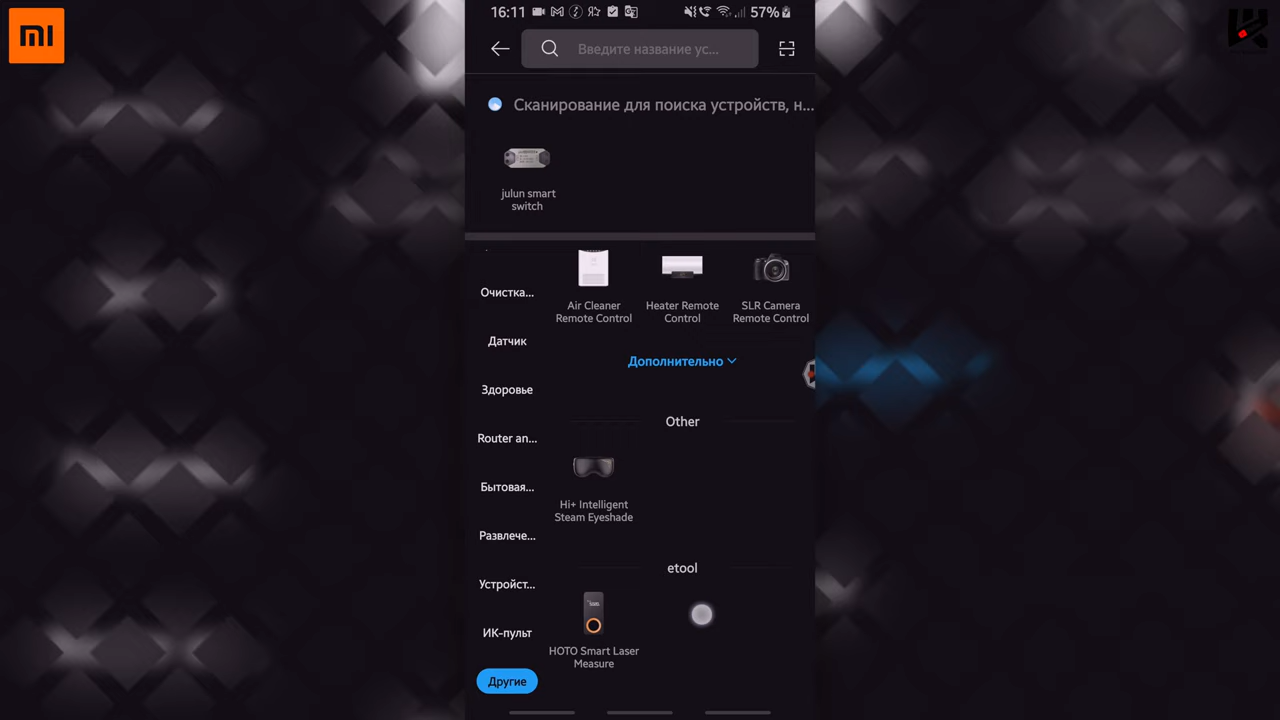 16:11
57%
Введите название ус...
Сканирование для поиска устройств, н...
julun smart
switch
Очистка...
Датчик
Здоровье
Router an...
Бытовая...
Развлече...
Устройст...
ИК-пульт
Другие
Air Cleaner
Remote Control
Heater Remote
Control
SLR Camera
Remote Control
Дополнительно
Other
Hi+ Intelligent
Steam Eyeshade
etool
HOTO Smart Laser
Measure